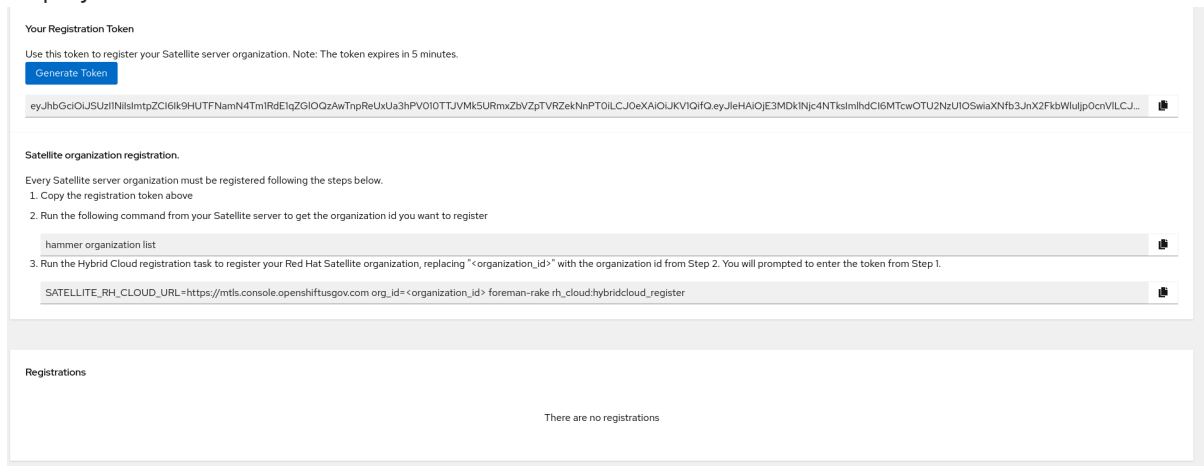 Your Registration Token
Use this token to register your Satellite server organization. Note: The token expires in 5 minutes.
Generate Token
eyJhbGciOiJSUzI1NiIsImtpZCI6Ik9HUTFNamN4Tm1RdE1qZGlOQzAwTnpReUxUa3hPV010TTJVMk5URmxZbVZpTVRZekNnPT0iLCJ0eXAiOiJKV1QifQ.eyJleHAiOjE3MDk1Njc4NTksImlhdCI6MTcwOTU2NzU1OSwiaXNfb3JnX2FkbWluIjp0cnVlLCJ...
Satellite organization registration.
Every Satellite server organization must be registered following the steps below.
1. Copy the registration token above
2. Run the following command from your Satellite server to get the organization id you want to register
hammer organization list
3. Run the Hybrid Cloud registration task to register your Red Hat Satellite organization, replacing "<organization_id>" with the organization id from Step 2. You will prompted to enter the token from Step 1.
SATELLITE_RH_CLOUD_URL=https://mtls.console.openshiftusgov.com org_id=<organization_id> foreman-rake rh_cloud:hybridcloud_register
Registrations
There are no registrations